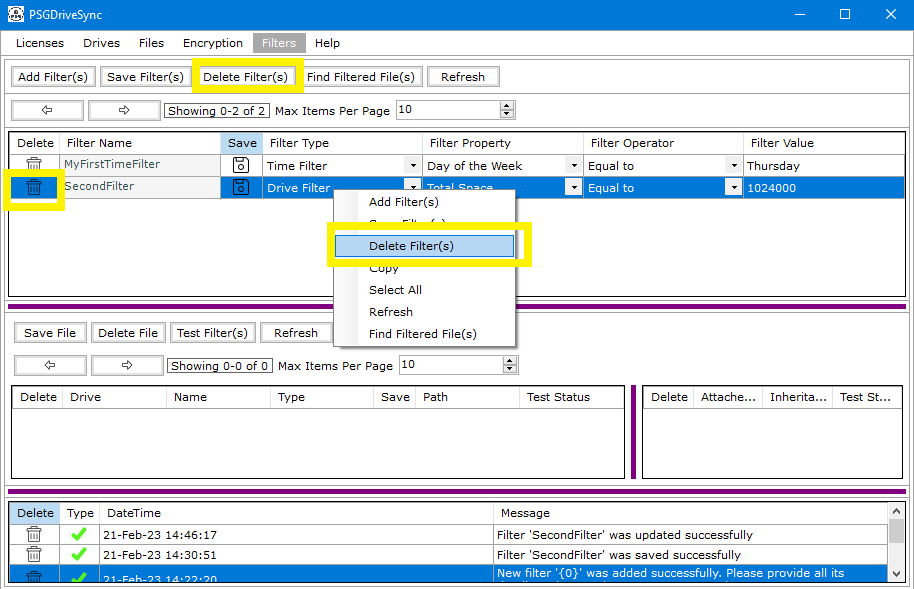 PSGDriveSync
Licenses Drives Files Encryption Filters Help
Add Filter(s) Save Filter(s) Delete Filter(s) Find Filtered File(s) Refresh
Showing 0-2 of 2 Max Items Per Page 10
Delete Filter Name Save Filter Type Filter Property Filter Operator Filter Value
MyFirstTimeFilter Time Filter Day of the Week Equal to Thursday
SecondFilter Drive Filter Total Space Equal to 1024000
Add Filter(s)
Save Filter(s)
Delete Filter(s)
Copy
Select All
Refresh
Find Filtered File(s)
Save File Delete File Test Filter(s) Refresh
Showing 0-0 of 0 Max Items Per Page 10
Delete Drive Name Type Save Path Test Status
Delete Attache... Inherita... Test St...
Delete Type DateTime Message
21-Feb-23 14:46:17 Filter 'SecondFilter' was updated successfully
21-Feb-23 14:30:51 Filter 'SecondFilter' was saved successfully
21-Feb-23 14:22:20 New filter '{0}' was added successfully. Please provide all its